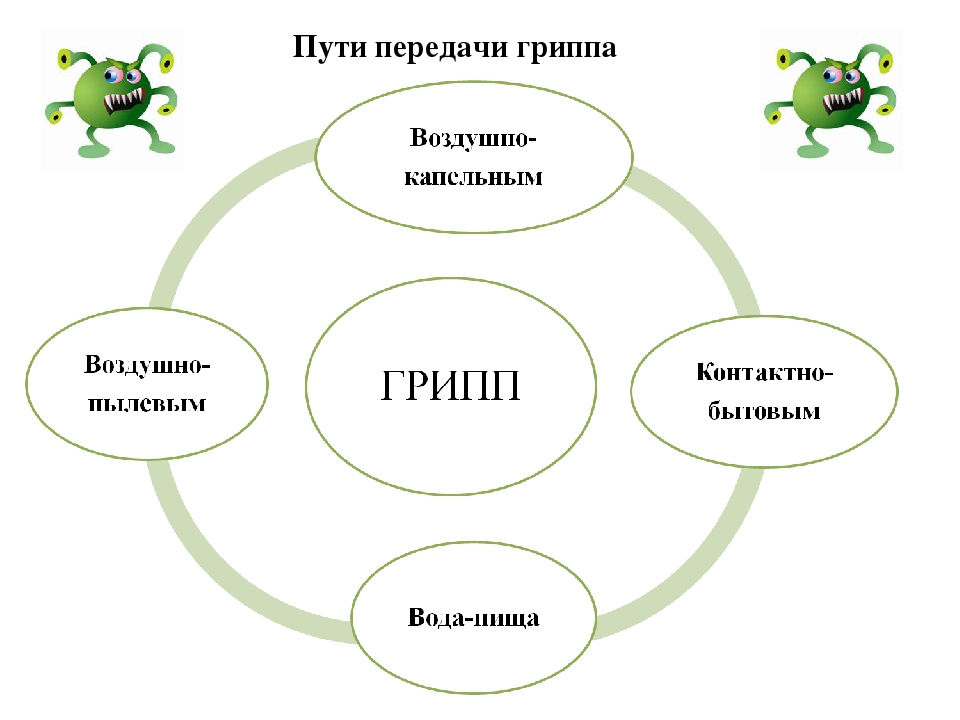 Пути передачи гриппа
Воздушно-
капельным
Воздушно-
пылевым
ГРИПП
Контактно-
бытовым
Вода-пища